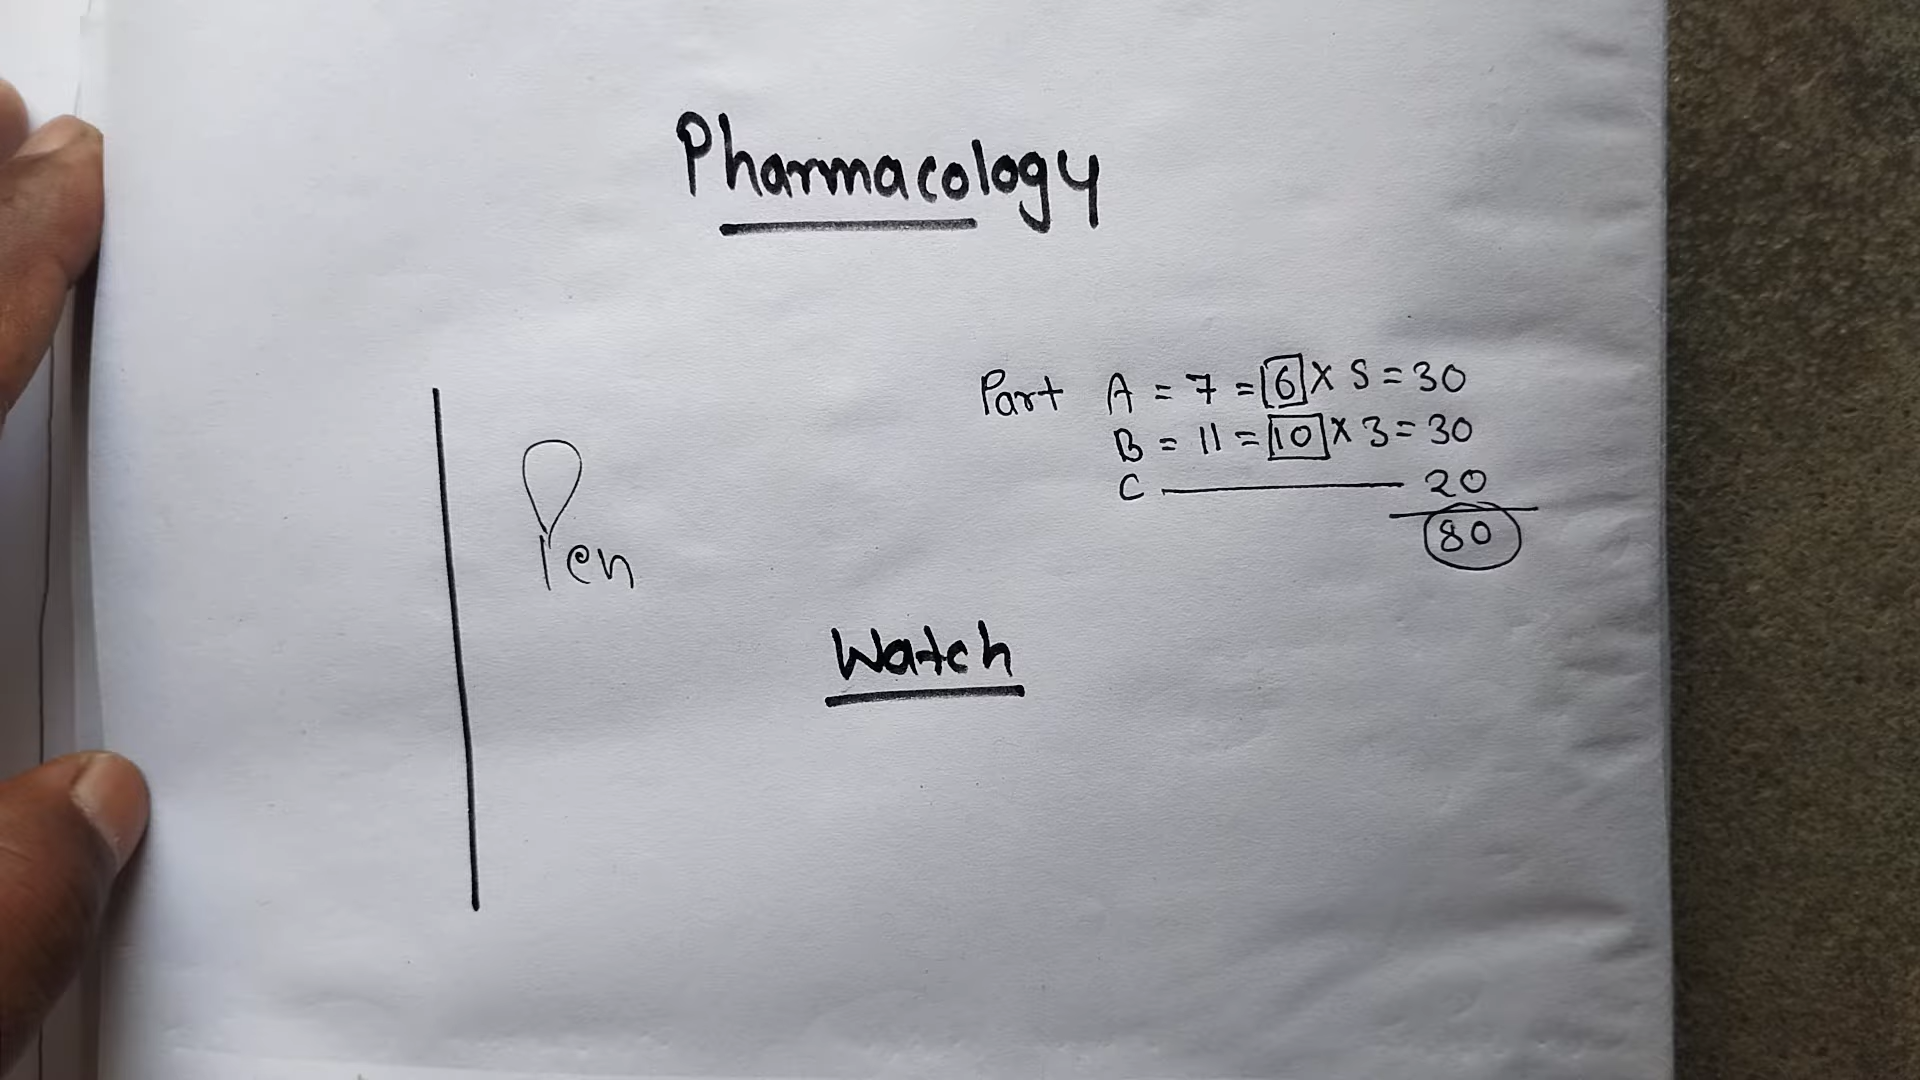 Pharmacology
Part A = 7 = 6 × 5 = 30
B = 11 = 10 × 3 = 30
C 20
80
Pen
Watch